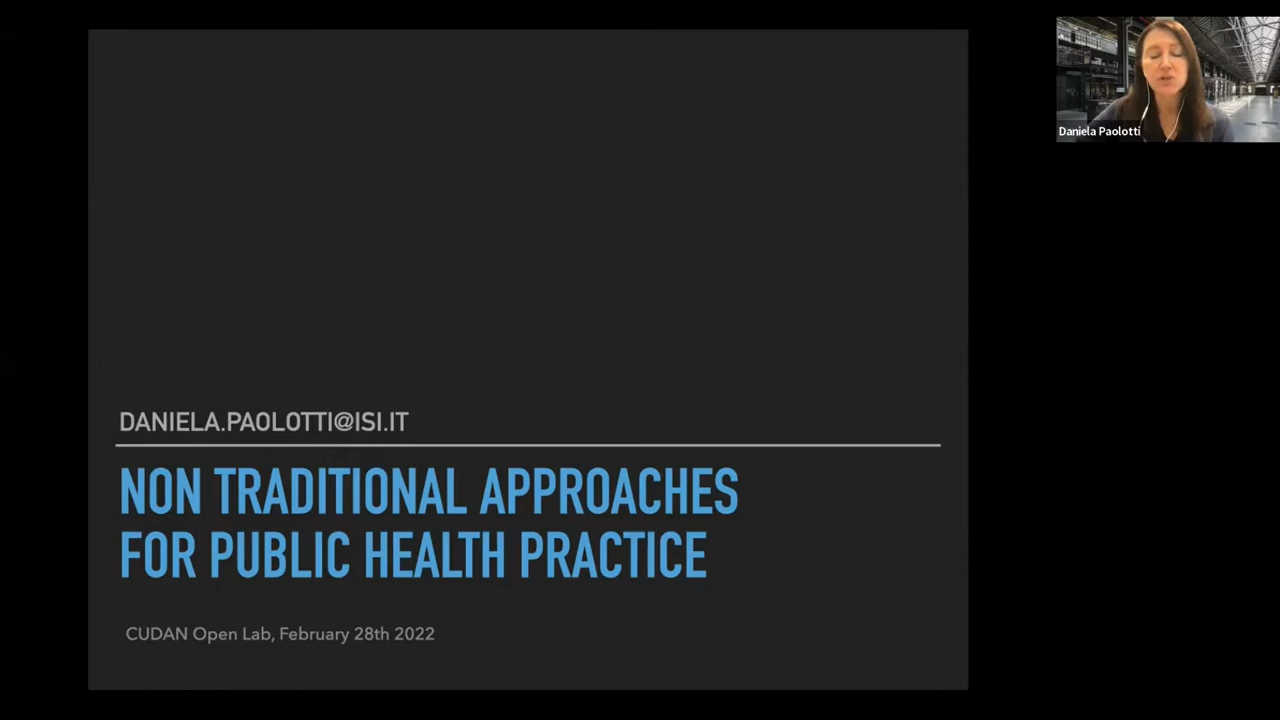 Daniela Paolotti
DANIELA.PAOLOTTI@ISI.IT
NON TRADITIONAL APPROACHES
FOR PUBLIC HEALTH PRACTICE
CUDAN Open Lab, February 28th 2022